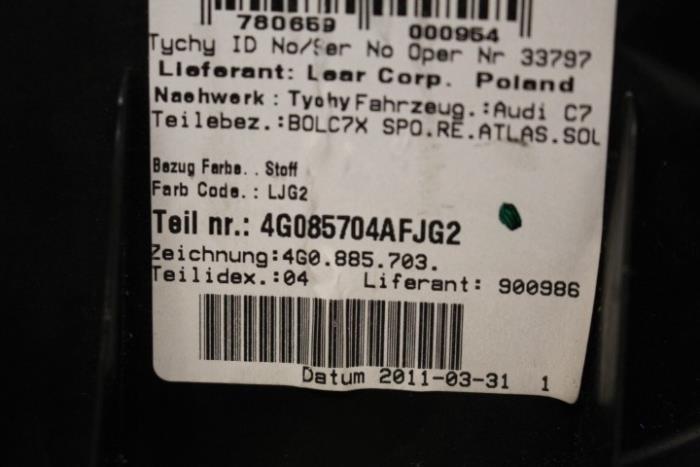 780659 000954
Tychy ID No/Ser No Oper Nr 33797
Lieferant: Lear Corp. Poland
Naehwerk : Tychy Fahrzeug.:Audi C7
Teilebez.:BOLC7X SPO.RE.ATLAS.SOL
Bezug Farbe. . Stoff
Farb Code. : LJG2
Teil nr.: 4G085704AFJG2
Zeichnung:4G0.885.703.
Teilidex.:04 Liferant: 900986
Datum 2011-03-31 1